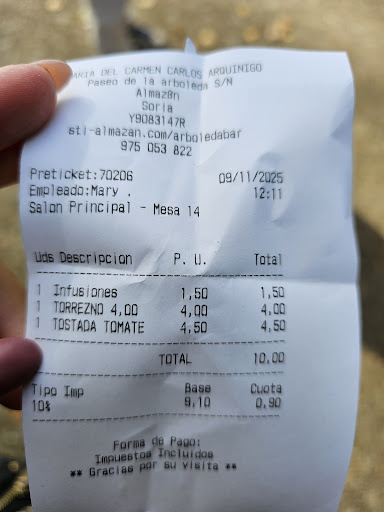 MARIA DEL CARMEN CARLOS ARQUINIGO
Paseo de la arboleda S/N
Almaz8n
Soria
Y9083147R
sti-almazan.com/arboledabar
975 053 822
Preticket:70206 09/11/2025
Empleado:Mary . 12:11
Salon Principal - Mesa 14
Uds Descripcion P. U. Total
1 Infusiones 1,50 1,50
1 TORREZNO 4,00 4,00 4,00
1 TOSTADA TOMATE 4,50 4,50
TOTAL 10,00
Tipo Imp Base Cuota
10% 9,10 0,90
Forma de Pago:
Impuestos Incluidos
** Gracias por su visita **